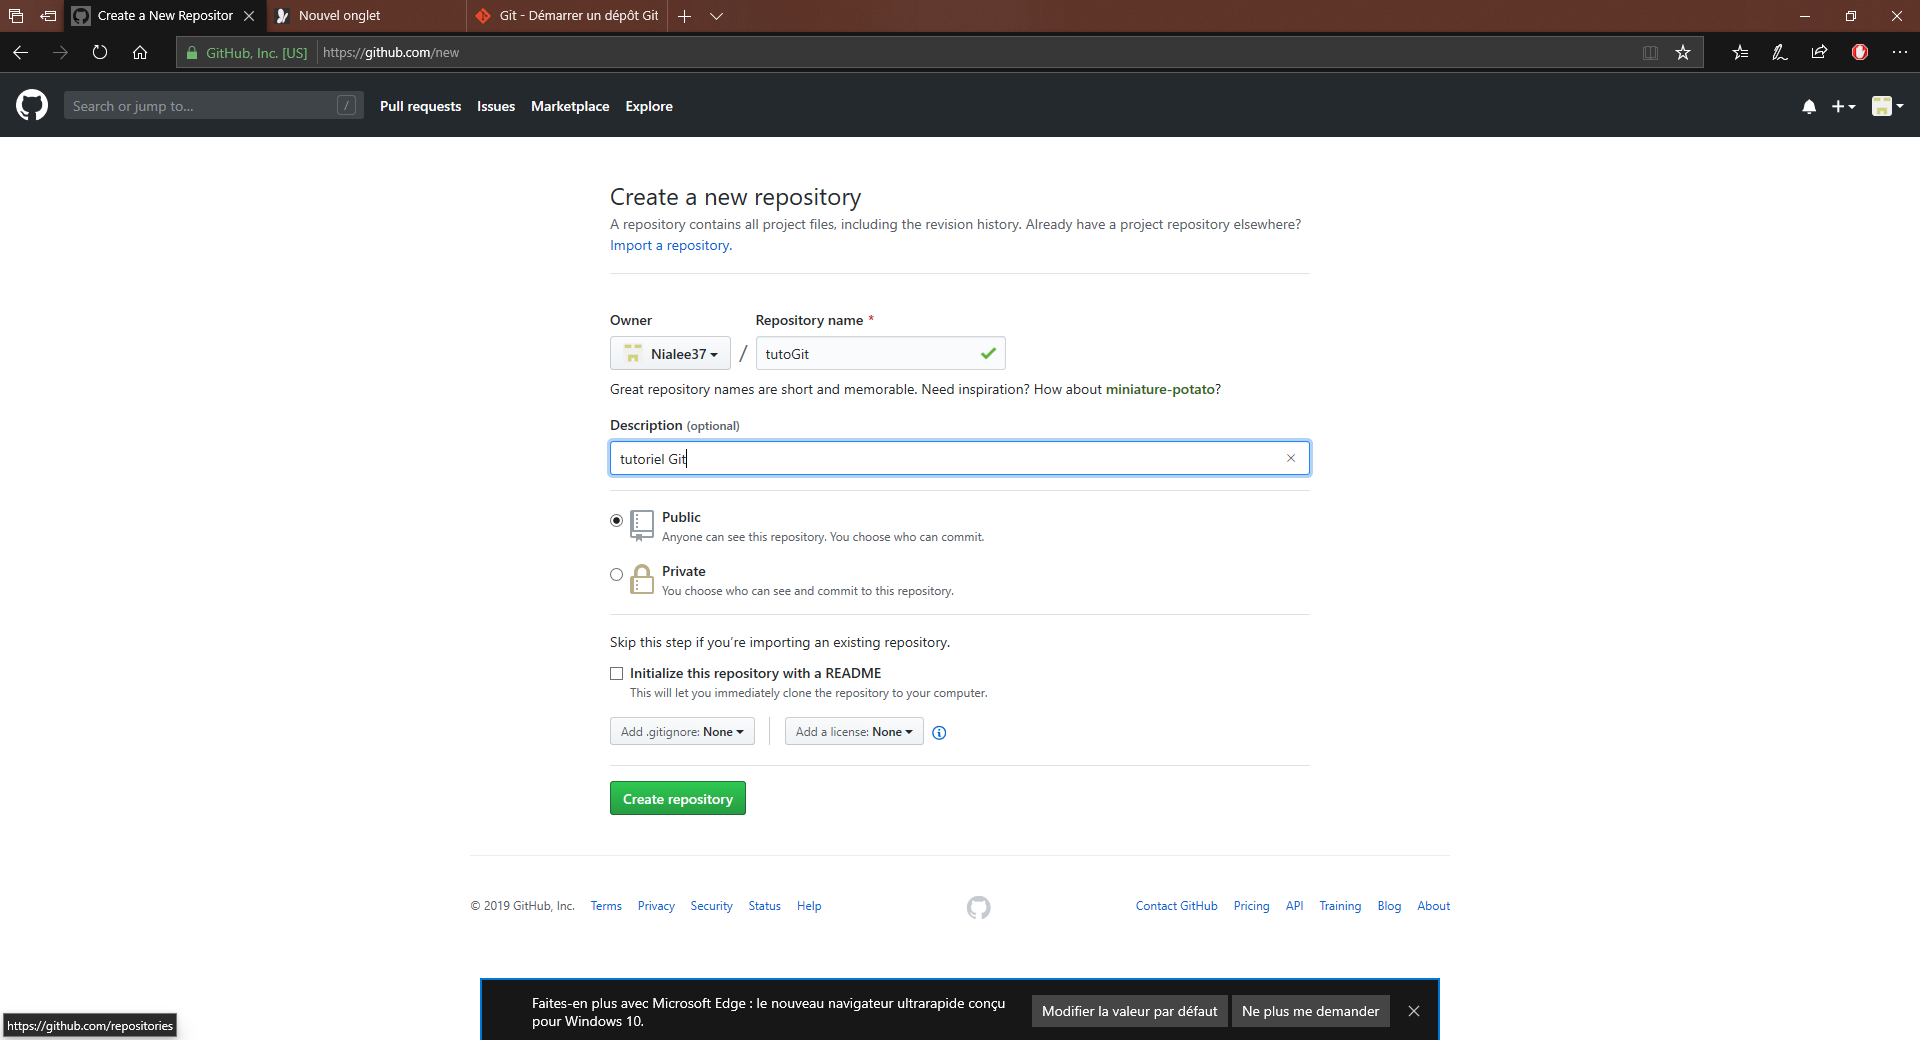 Create a New Repositor
Nouvel onglet
Git - Démarrer un dépôt Git
GitHub, Inc. [US]
https://github.com/new
Search or jump to...
/
Pull requests
Issues
Marketplace
Explore
Create a new repository
A repository contains all project files, including the revision history. Already have a project repository elsewhere?
Import a repository.
Owner
Repository name *
Nialee37
/
tutoGit
Great repository names are short and memorable. Need inspiration? How about miniature-potato?
Description (optional)
tutoriel Git
Public
Anyone can see this repository. You choose who can commit.
Private
You choose who can see and commit to this repository.
Skip this step if you’re importing an existing repository.
Initialize this repository with a README
This will let you immediately clone the repository to your computer.
Add .gitignore: None
Add a license: None
Create repository
© 2019 GitHub, Inc.
Terms
Privacy
Security
Status
Help
Contact GitHub
Pricing
API
Training
Blog
About
Faites-en plus avec Microsoft Edge : le nouveau navigateur ultrarapide conçu
pour Windows 10.
Modifier la valeur par défaut
Ne plus me demander
https://github.com/repositories